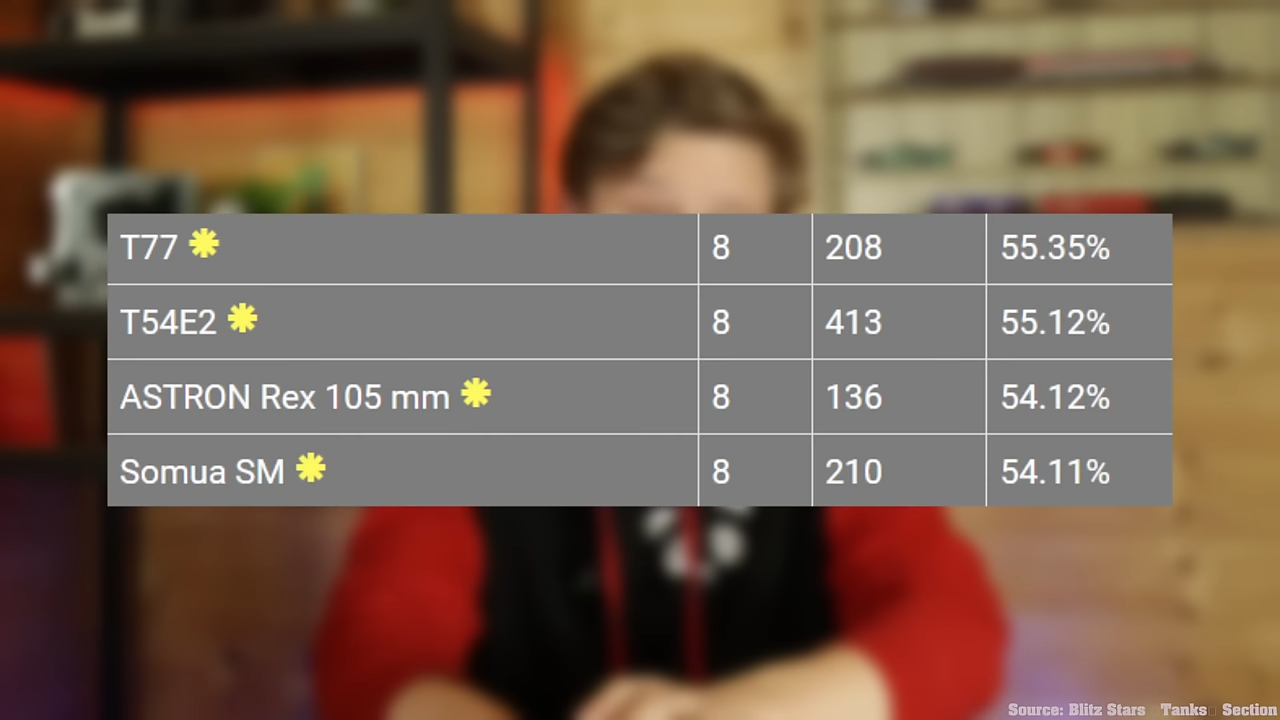 T77 8 208 55.35%
T54E2 8 413 55.12%
ASTRON Rex 105 mm 8 136 54.12%
Somua SM 8 210 54.11%
Source: Blitz Stars Tanks Section